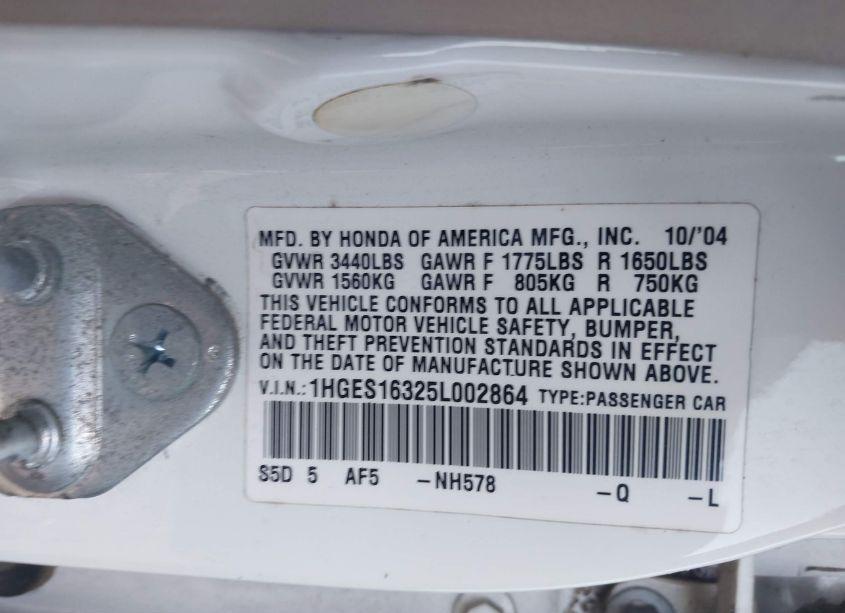 MFD. BY HONDA OF AMERICA MFG., INC. 10/'04
GVWR 3440LBS GAWR F 1775LBS R 1650LBS
GVWR 1560KG GAWR F 805KG R 750KG
THIS VEHICLE CONFORMS TO ALL APPLICABLE
FEDERAL MOTOR VEHICLE SAFETY, BUMPER,
AND THEFT PREVENTION STANDARDS IN EFFECT
ON THE DATE OF MANUFACTURE SHOWN ABOVE.
V.I.N.: 1HGES16325L002864 TYPE:PASSENGER CAR
S5D 5 AF5 -NH578 -Q -L